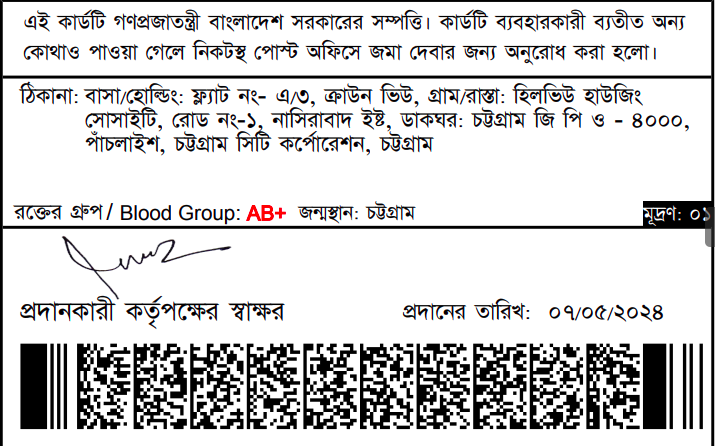 এই কার্ডটি গণপ্রজাতন্ত্রী বাংলাদেশ সরকারের সম্পত্তি। কার্ডটি ব্যবহারকারী ব্যতীত অন্য
কোথাও পাওয়া গেলে নিকটস্থ পোস্ট অফিসে জমা দেবার জন্য অনুরোধ করা হলো।
ঠিকানা: বাসা/হোল্ডিং: ফ্ল্যাট নং- এ/৩, ক্রাউন ভিউ, গ্রাম/রাস্তা: হিলভিউ হাউজিং
সোসাইটি, রোড নং-১, নাসিরাবাদ ইষ্ট, ডাকঘর: চট্টগ্রাম জি পি ও - ৪০০০,
পাঁচলাইশ, চট্টগ্রাম সিটি কর্পোরেশন, চট্টগ্রাম
রক্তের গ্রুপ / Blood Group: AB+ জন্মস্থান: চট্টগ্রাম মূদ্রণ: ০১
প্রদানকারী কর্তৃপক্ষের স্বাক্ষর প্রদানের তারিখ: ০৭/০৫/২০২৪